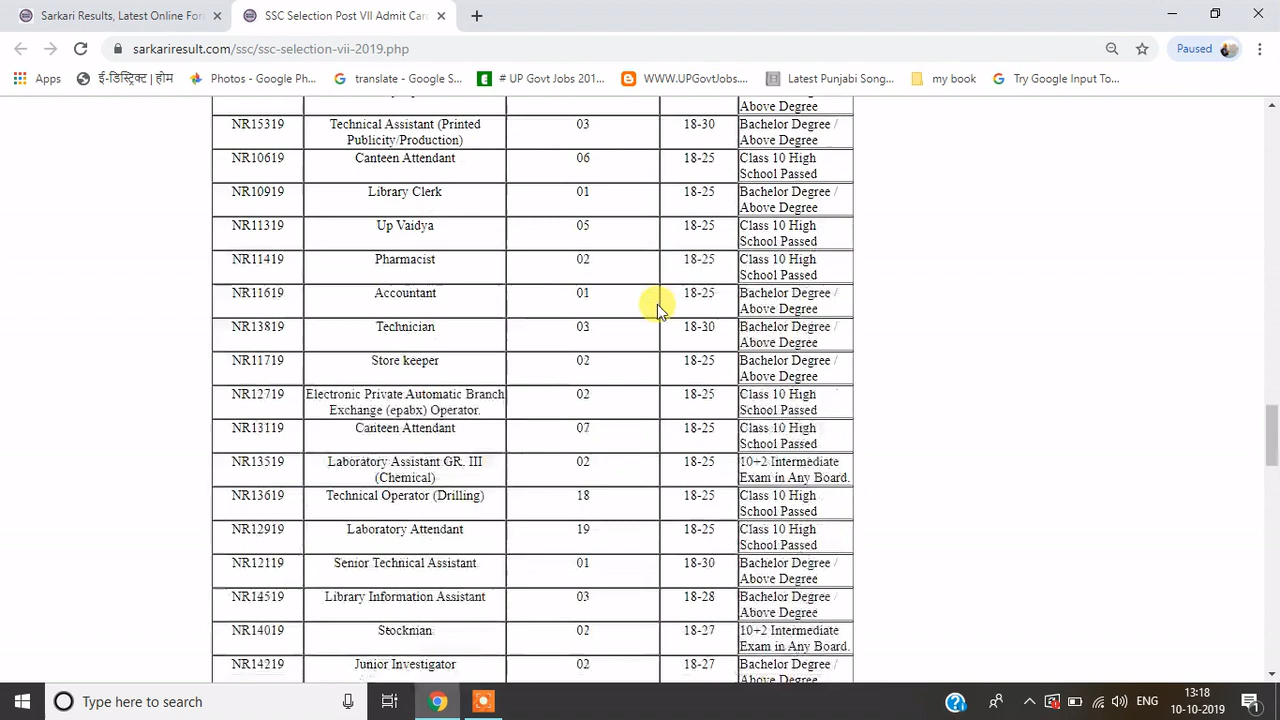 Sarkari Results, Latest Online For
SSC Selection Post VII Admit Car
sarkariresult.com/ssc/ssc-selection-vii-2019.php
Paused
Apps
ई-डिस्ट्रिक्ट | होम
Photos - Google Ph...
translate - Google S...
# UP Govt Jobs 201...
WWW.UPGovtJobs...
Latest Punjabi Song...
my book
Try Google Input To...
Above Degree
NR15319 Technical Assistant (Printed Publicity/Production) 03 18-30 Bachelor Degree / Above Degree
NR10619 Canteen Attendant 06 18-25 Class 10 High School Passed
NR10919 Library Clerk 01 18-25 Bachelor Degree / Above Degree
NR11319 Up Vaidya 05 18-25 Class 10 High School Passed
NR11419 Pharmacist 02 18-25 Class 10 High School Passed
NR11619 Accountant 01 18-25 Bachelor Degree / Above Degree
NR13819 Technician 03 18-30 Bachelor Degree / Above Degree
NR11719 Store keeper 02 18-25 Bachelor Degree / Above Degree
NR12719 Electronic Private Automatic Branch Exchange (epabx) Operator. 02 18-25 Class 10 High School Passed
NR13119 Canteen Attendant 07 18-25 Class 10 High School Passed
NR13519 Laboratory Assistant GR. III (Chemical) 02 18-25 10+2 Intermediate Exam in Any Board.
NR13619 Technical Operator (Drilling) 18 18-25 Class 10 High School Passed
NR12919 Laboratory Attendant 19 18-25 Class 10 High School Passed
NR12119 Senior Technical Assistant 01 18-30 Bachelor Degree / Above Degree
NR14519 Library Information Assistant 03 18-28 Bachelor Degree / Above Degree
NR14019 Stocknian 02 18-27 10+2 Intermediate Exam in Any Board.
NR14219 Junior Investigator 02 18-27 Bachelor Degree / Above Degree
Type here to search
ENG
13:18
10-10-2019
1